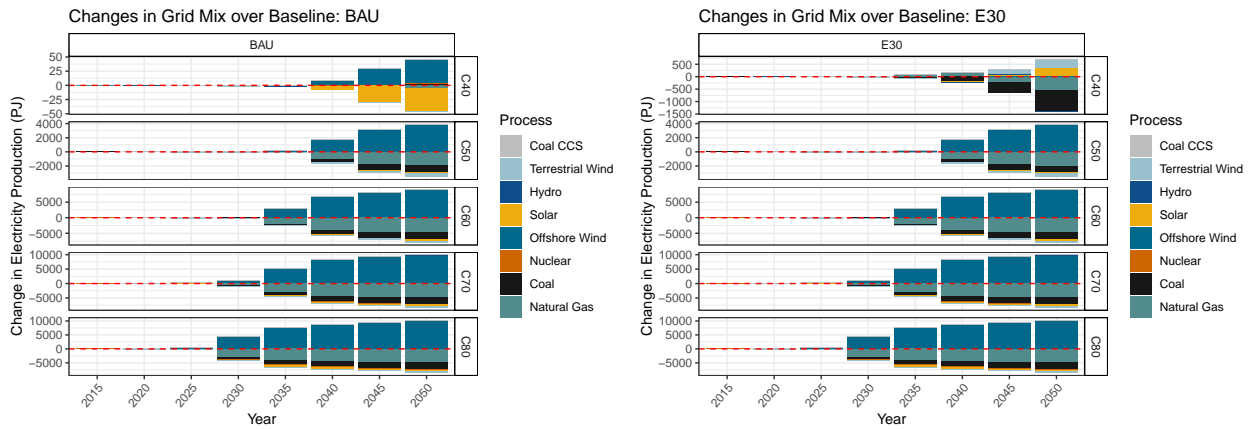 Changes in Grid Mix over Baseline: BAU
BAU
Change in Electricity Production (PJ)
50
25
0
−25
−50
C40
4000
2000
0
−2000
C50
5000
0
−5000
C60
10000
5000
0
−5000
C70
10000
5000
0
−5000
C80
2015
2020
2025
2030
2035
2040
2045
2050
Year
Process
Coal CCS
Terrestrial Wind
Hydro
Solar
Offshore Wind
Nuclear
Coal
Natural Gas
Changes in Grid Mix over Baseline: E30
E30
Change in Electricity Production (PJ)
500
0
−500
−1000
−1500
C40
4000
2000
0
−2000
C50
5000
0
−5000
C60
10000
5000
0
−5000
C70
10000
5000
0
−5000
C80
2015
2020
2025
2030
2035
2040
2045
2050
Year
Process
Coal CCS
Terrestrial Wind
Hydro
Solar
Offshore Wind
Nuclear
Coal
Natural Gas